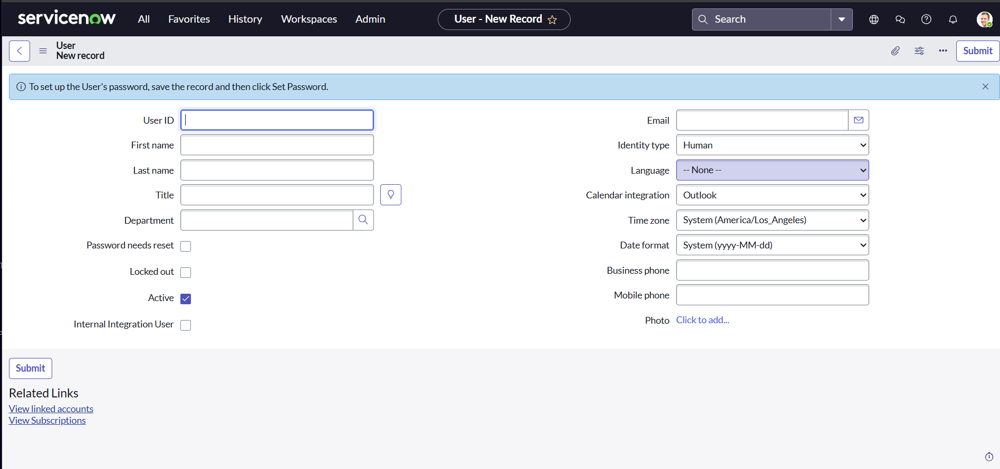 servicenow All Favorites History Workspaces Admin User - New Record Search
User
New record
Submit
To set up the User's password, save the record and then click Set Password.
User ID
First name
Last name
Title
Department
Password needs reset
Locked out
Active
Internal Integration User
Email
Identity type Human
Language -- None --
Calendar integration Outlook
Time zone System (America/Los_Angeles)
Date format System (yyyy-MM-dd)
Business phone
Mobile phone
Photo Click to add...
Submit
Related Links
View linked accounts
View Subscriptions